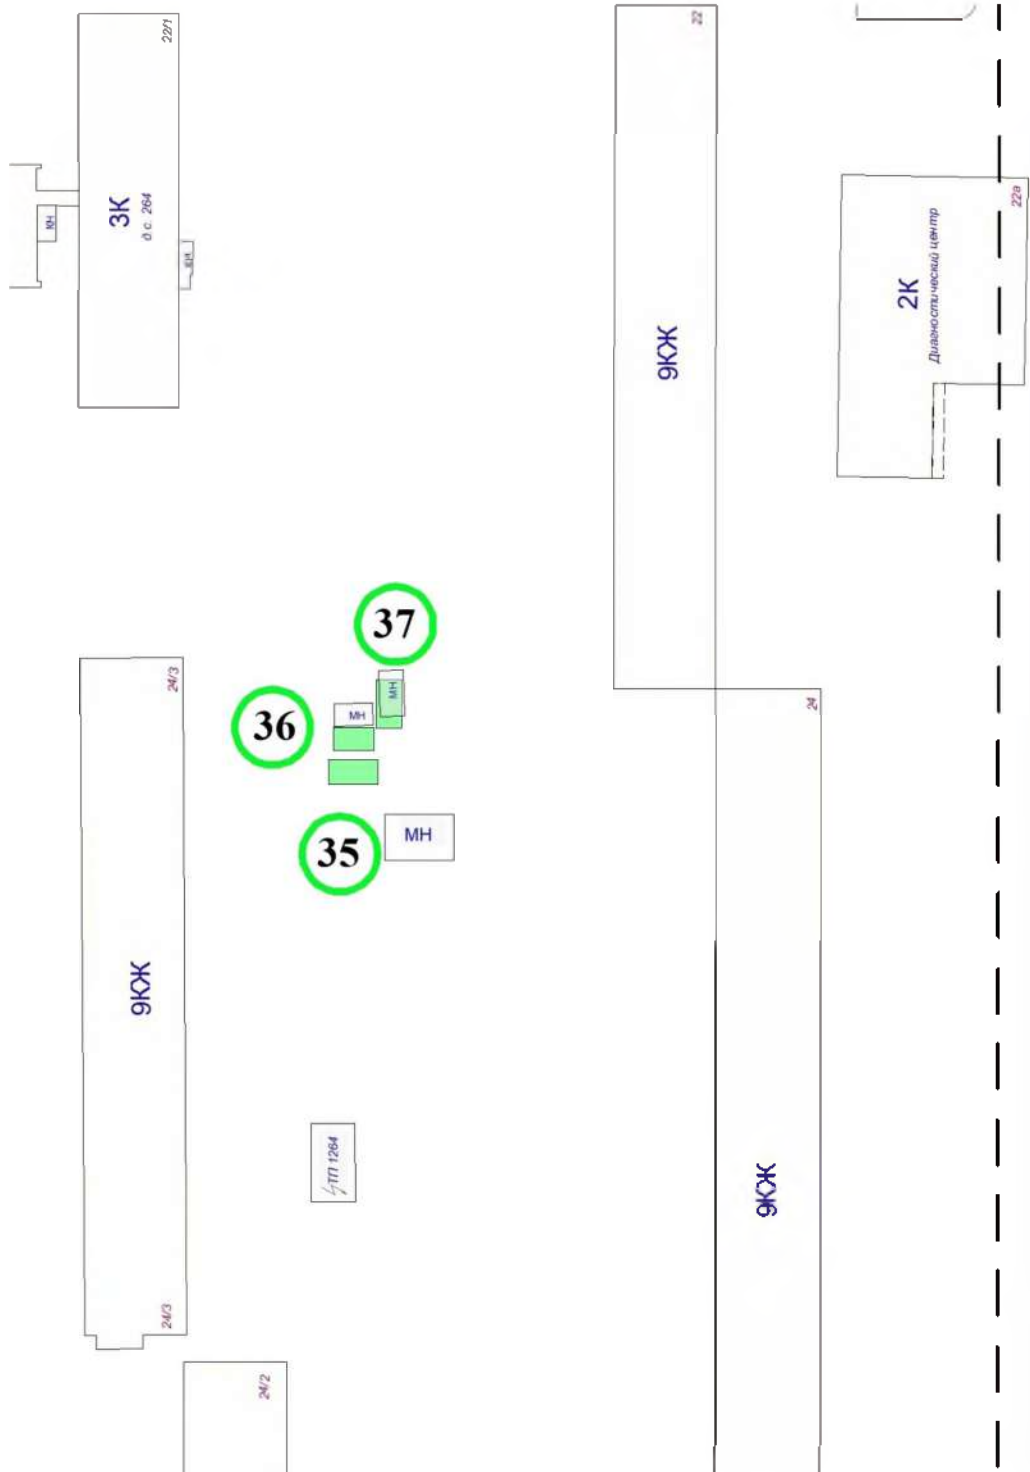 22/1
22
КН
3К
д.с. 264
КН
22а
2К
Диагностический центр
9КЖ
37
24/3
МН
36
МН
24
35
МН
9КЖ
ТП 1264
9КЖ
24/3
24/2